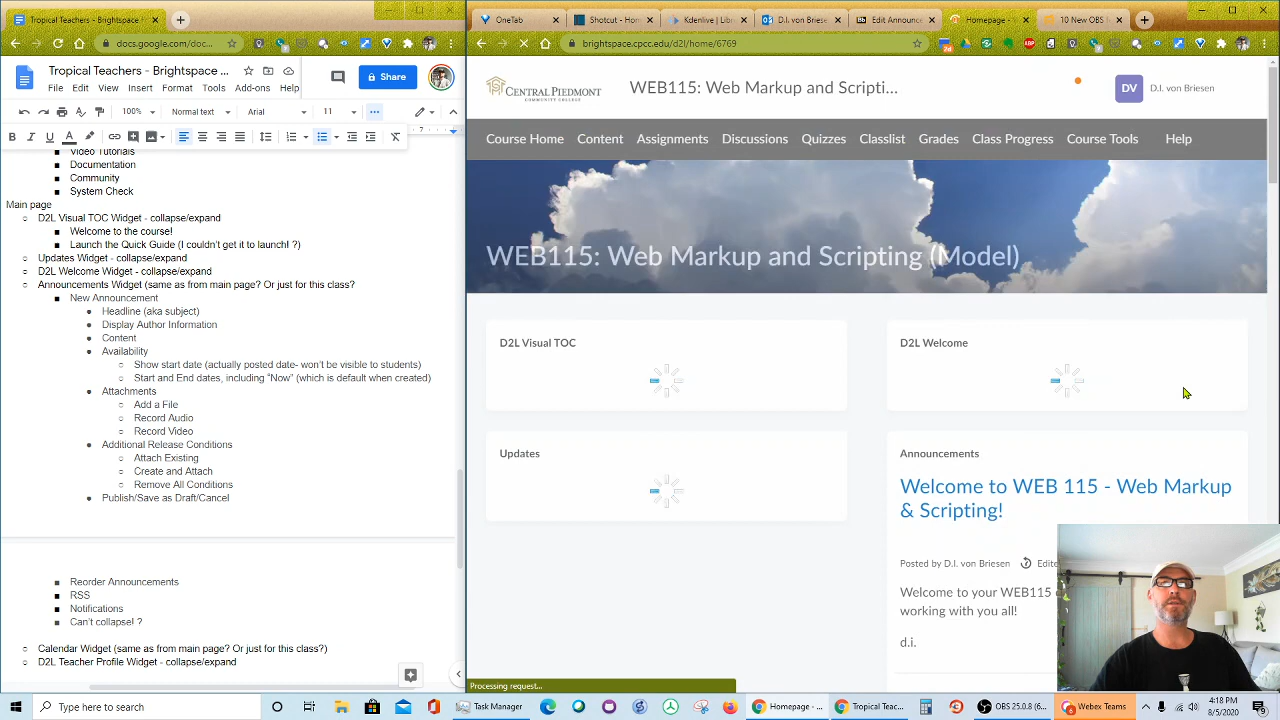 Tropical Teachers - Brightspace
docs.google.com/doc...
Tropical Teachers - Brightspace ...
File Edit View Insert Format Tools Add-ons Help
Share
100% Normal text Arial 11
7
Video Tutorials
Documentation
Community
System Check
Main page
D2L Visual TOC Widget - collapse/expand
Welcome to the course!
Launch the Quick Guide (I couldn't get it to launch! ?)
Updates Widget - collapse/expand
D2L Welcome Widget - collapse/expand
Announcements Widget (same as from main page? Or just for this class?
New Announcement
Headline (aka subject)
Display Author Information
Content
Availability
Show start date (actually posted date- won't be visible to students)
Start and End dates, including "Now" (which is default when created)
Attachments
Add a File
Record Audio
Record Video
Additional Release Conditions
Attach Existing
Create and Attach
Remove All Conditions
Publish/Save as Draft/Cancel
Reorder Announcements
RSS
Notifications
Can't collapse! ?
Calendar Widget (same as from main page? Or just for this class?)
D2L Teacher Profile Widget - collapse/expand
OneTab
Shotcut - Hom
Kdenlive | Libr
D.I. von Briese
Edit Announce
Homepage -
10 New OBS
brightspace.cpcc.edu/d2l/home/6769
CENTRAL PIEDMONT
COMMUNITY COLLEGE
WEB115: Web Markup and Scripti...
DV
D.I. von Briesen
Course Home Content Assignments Discussions Quizzes Classlist Grades Class Progress Course Tools Help
WEB115: Web Markup and Scripting (Model)
D2L Visual TOC
D2L Welcome
Updates
Announcements
Welcome to WEB 115 - Web Markup
& Scripting!
Posted by D.I. von Briesen Edite
Welcome to your WEB115
working with you all!
d.i.
Processing request...
Type here to search
Task Manager
Homepage - ...
Tropical Teac...
OBS 25.0.8 (6...
Webex Teams
4:18 PM
8/5/2020